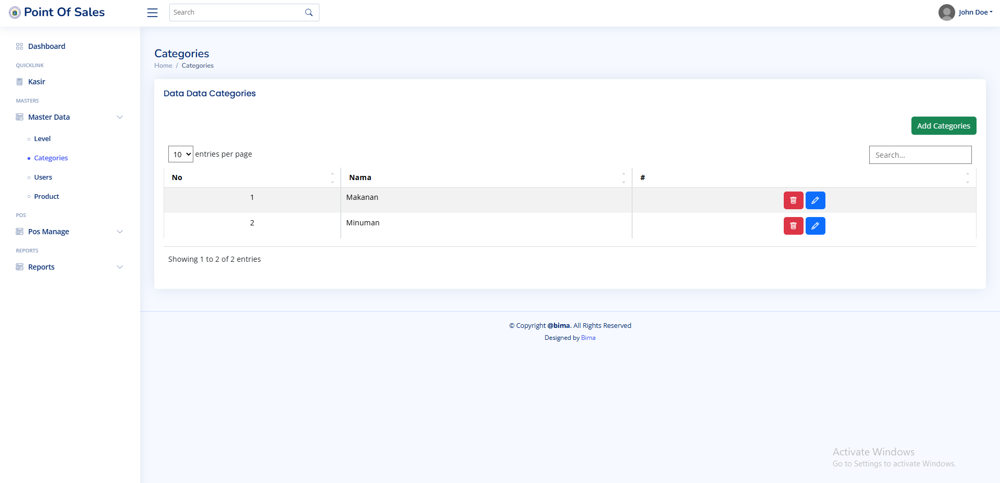 Point Of Sales
Search
John Doe
Dashboard
QUICKLINK
Kasir
MASTERS
Master Data
Level
Categories
Users
Product
POS
Pos Manage
REPORTS
Reports
Categories
Home / Categories
Data Data Categories
Add Categories
10 entries per page
Search...
No Nama #
1 Makanan
2 Minuman
Showing 1 to 2 of 2 entries
© Copyright @bima. All Rights Reserved
Designed by Bima
Activate Windows
Go to Settings to activate Windows.